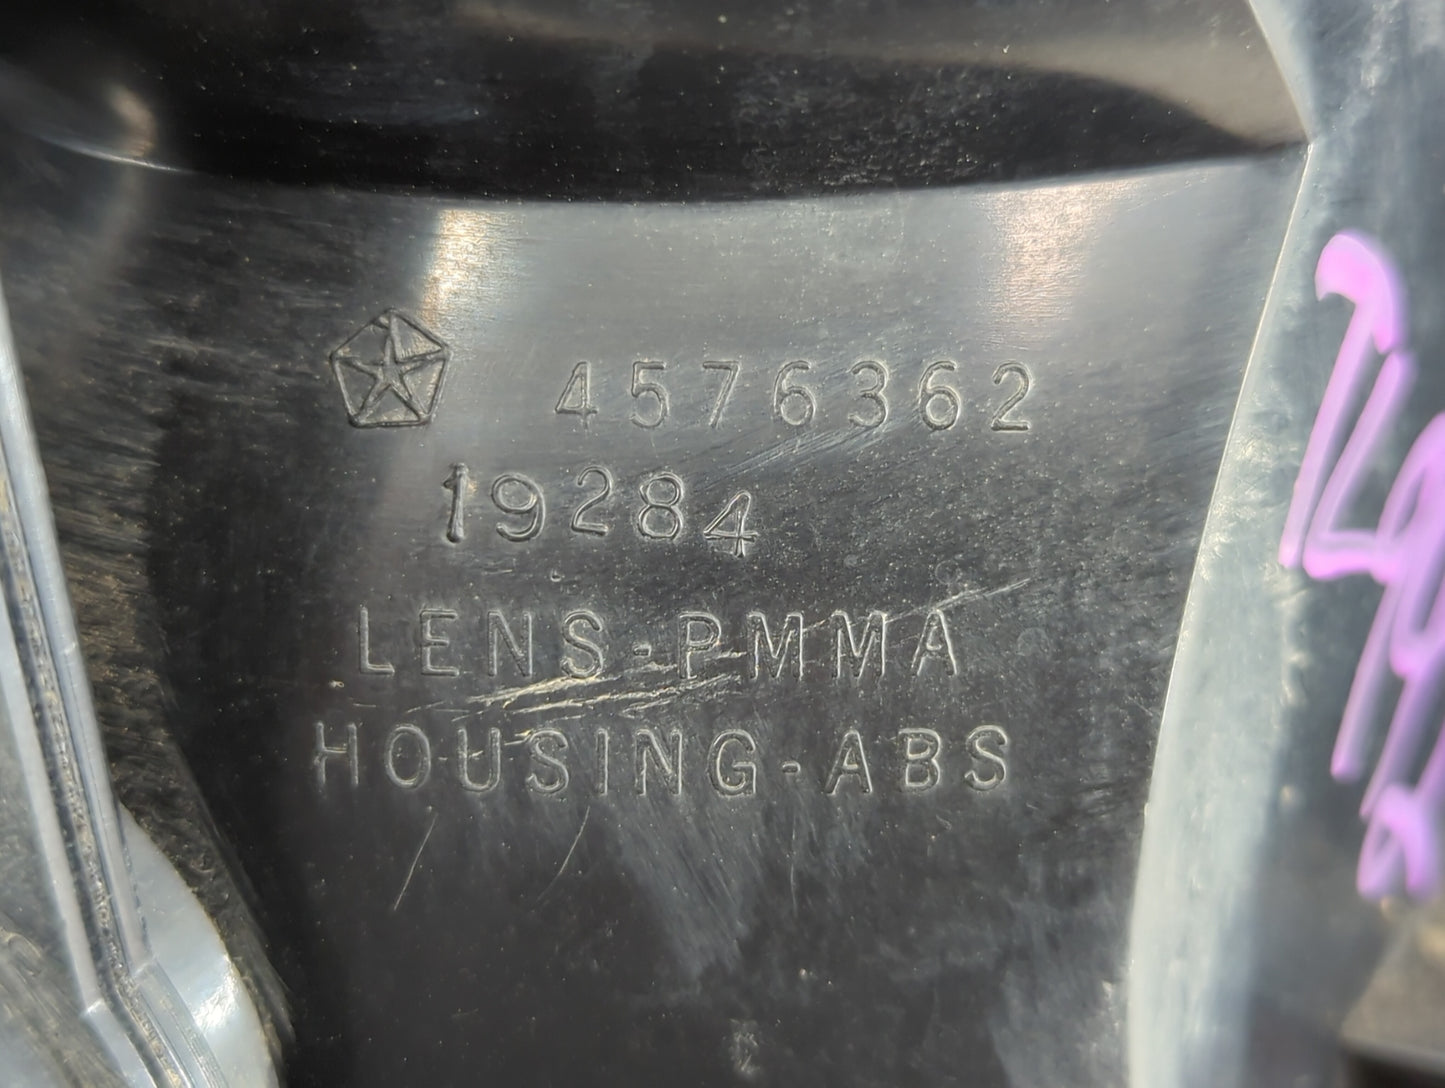 4576362
19284
LENS-PMMA
HOUSING-ABS